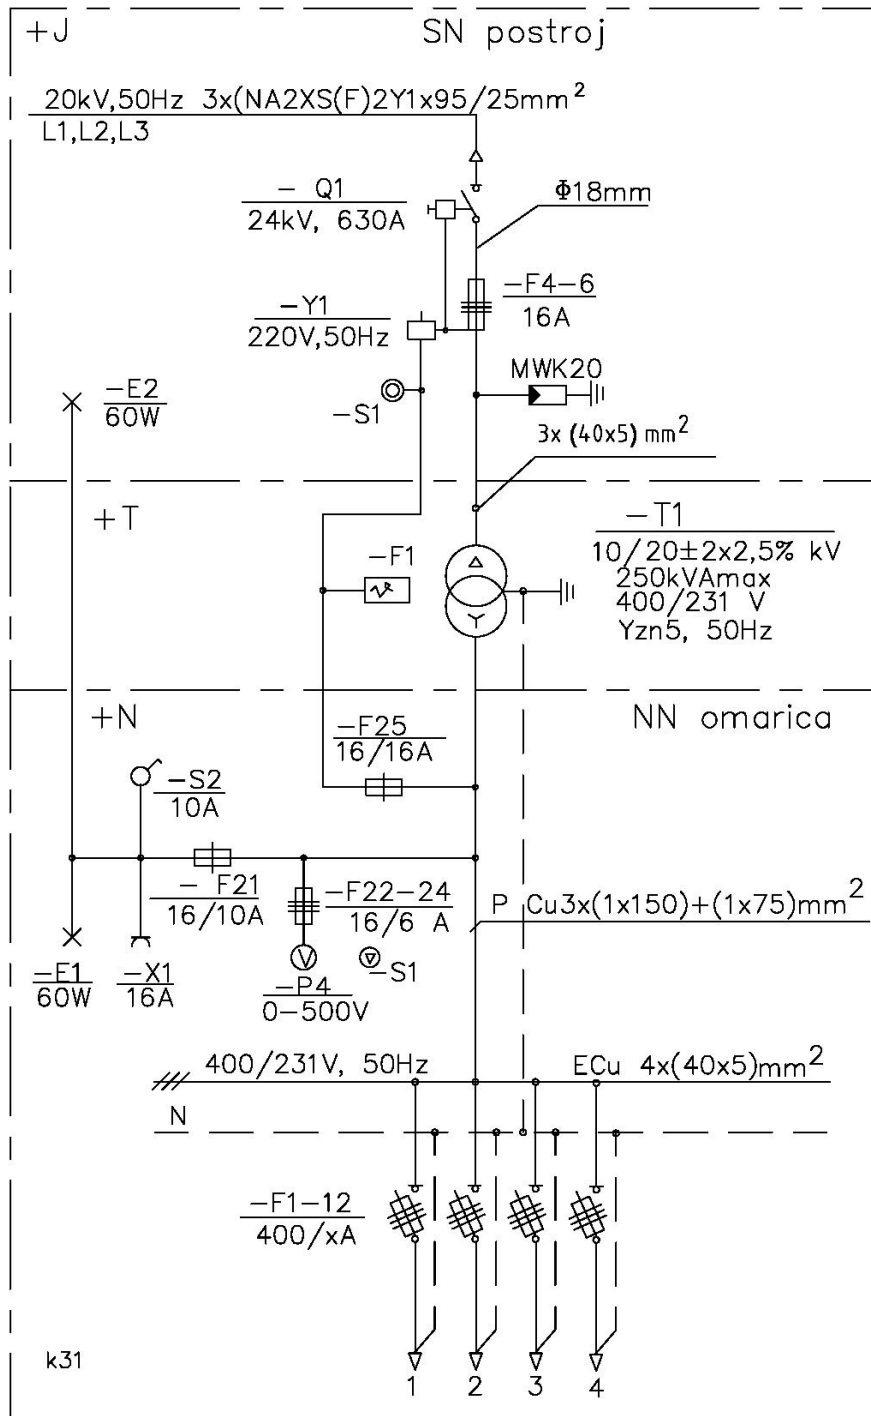 +J
SN postroj
20kV,50Hz 3x(NA2XS(F)2Y1x95/25mm²
L1,L2,L3
- Q1
24kV, 630A
Φ18mm
-F4-6
16A
-Y1
220V,50Hz
MWK20
-E2
60W
-S1
3x (40x5) mm²
+T
-T1
10/20±2x2,5% kV
250kVAmax
400/231 V
Yzn5, 50Hz
-F1
+N
NN omarica
-F25
16/16A
-S2
10A
- F21
16/10A
-F22-24
16/6 A
P Cu3x(1x150)+(1x75)mm²
V
-E1
60W
-X1
16A
-P4
0-500V
-S1
400/231V, 50Hz
ECu 4x(40x5)mm²
N
-F1-12
400/xA
k31
1 2 3 4